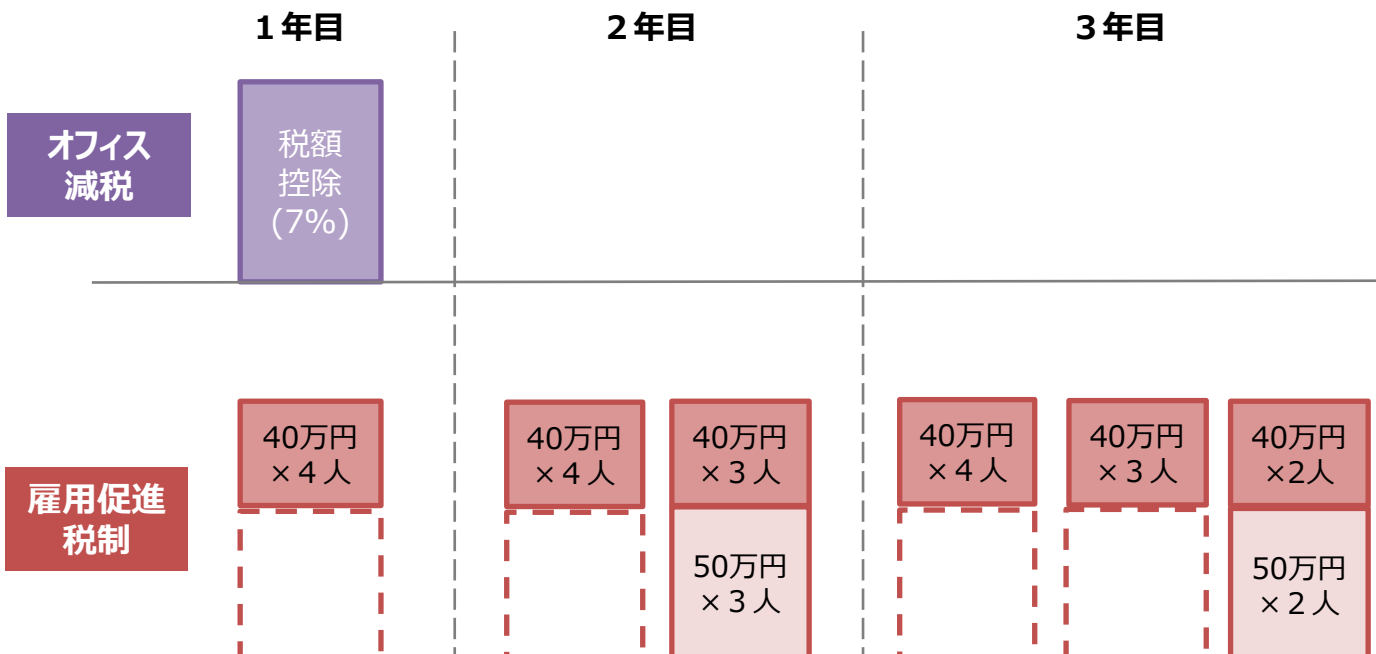 １年目
２年目
３年目
オフィス
減税
税額
控除
(7%)
雇用促進
税制
40万円
×４人
40万円
×４人
40万円
×３人
50万円
×３人
40万円
×４人
40万円
×３人
40万円
×2人
50万円
×２人